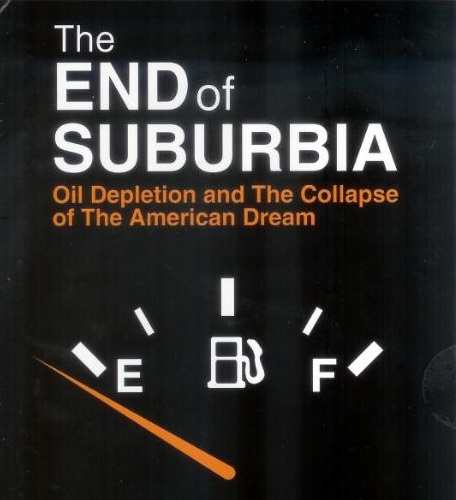 The
END of
SUBURBIA
Oil Depletion and The Collapse
of The American Dream
E F